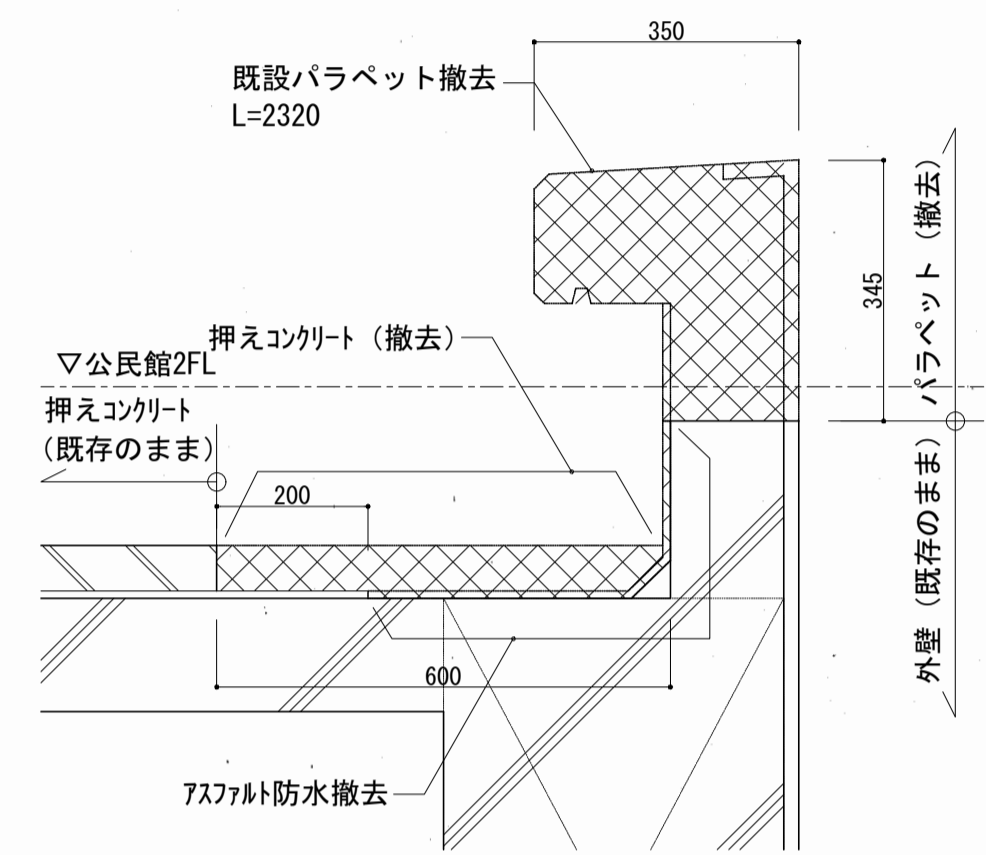 350
既設パラペット撤去
L=2320
パラペット（撤去）
345
押えｺﾝｸﾘｰﾄ（撤去）
▽公民館2FL
押えｺﾝｸﾘｰﾄ
（既存のまま）
200
外壁（既存のまま）
600
ｱｽﾌｧﾙﾄ防水撤去